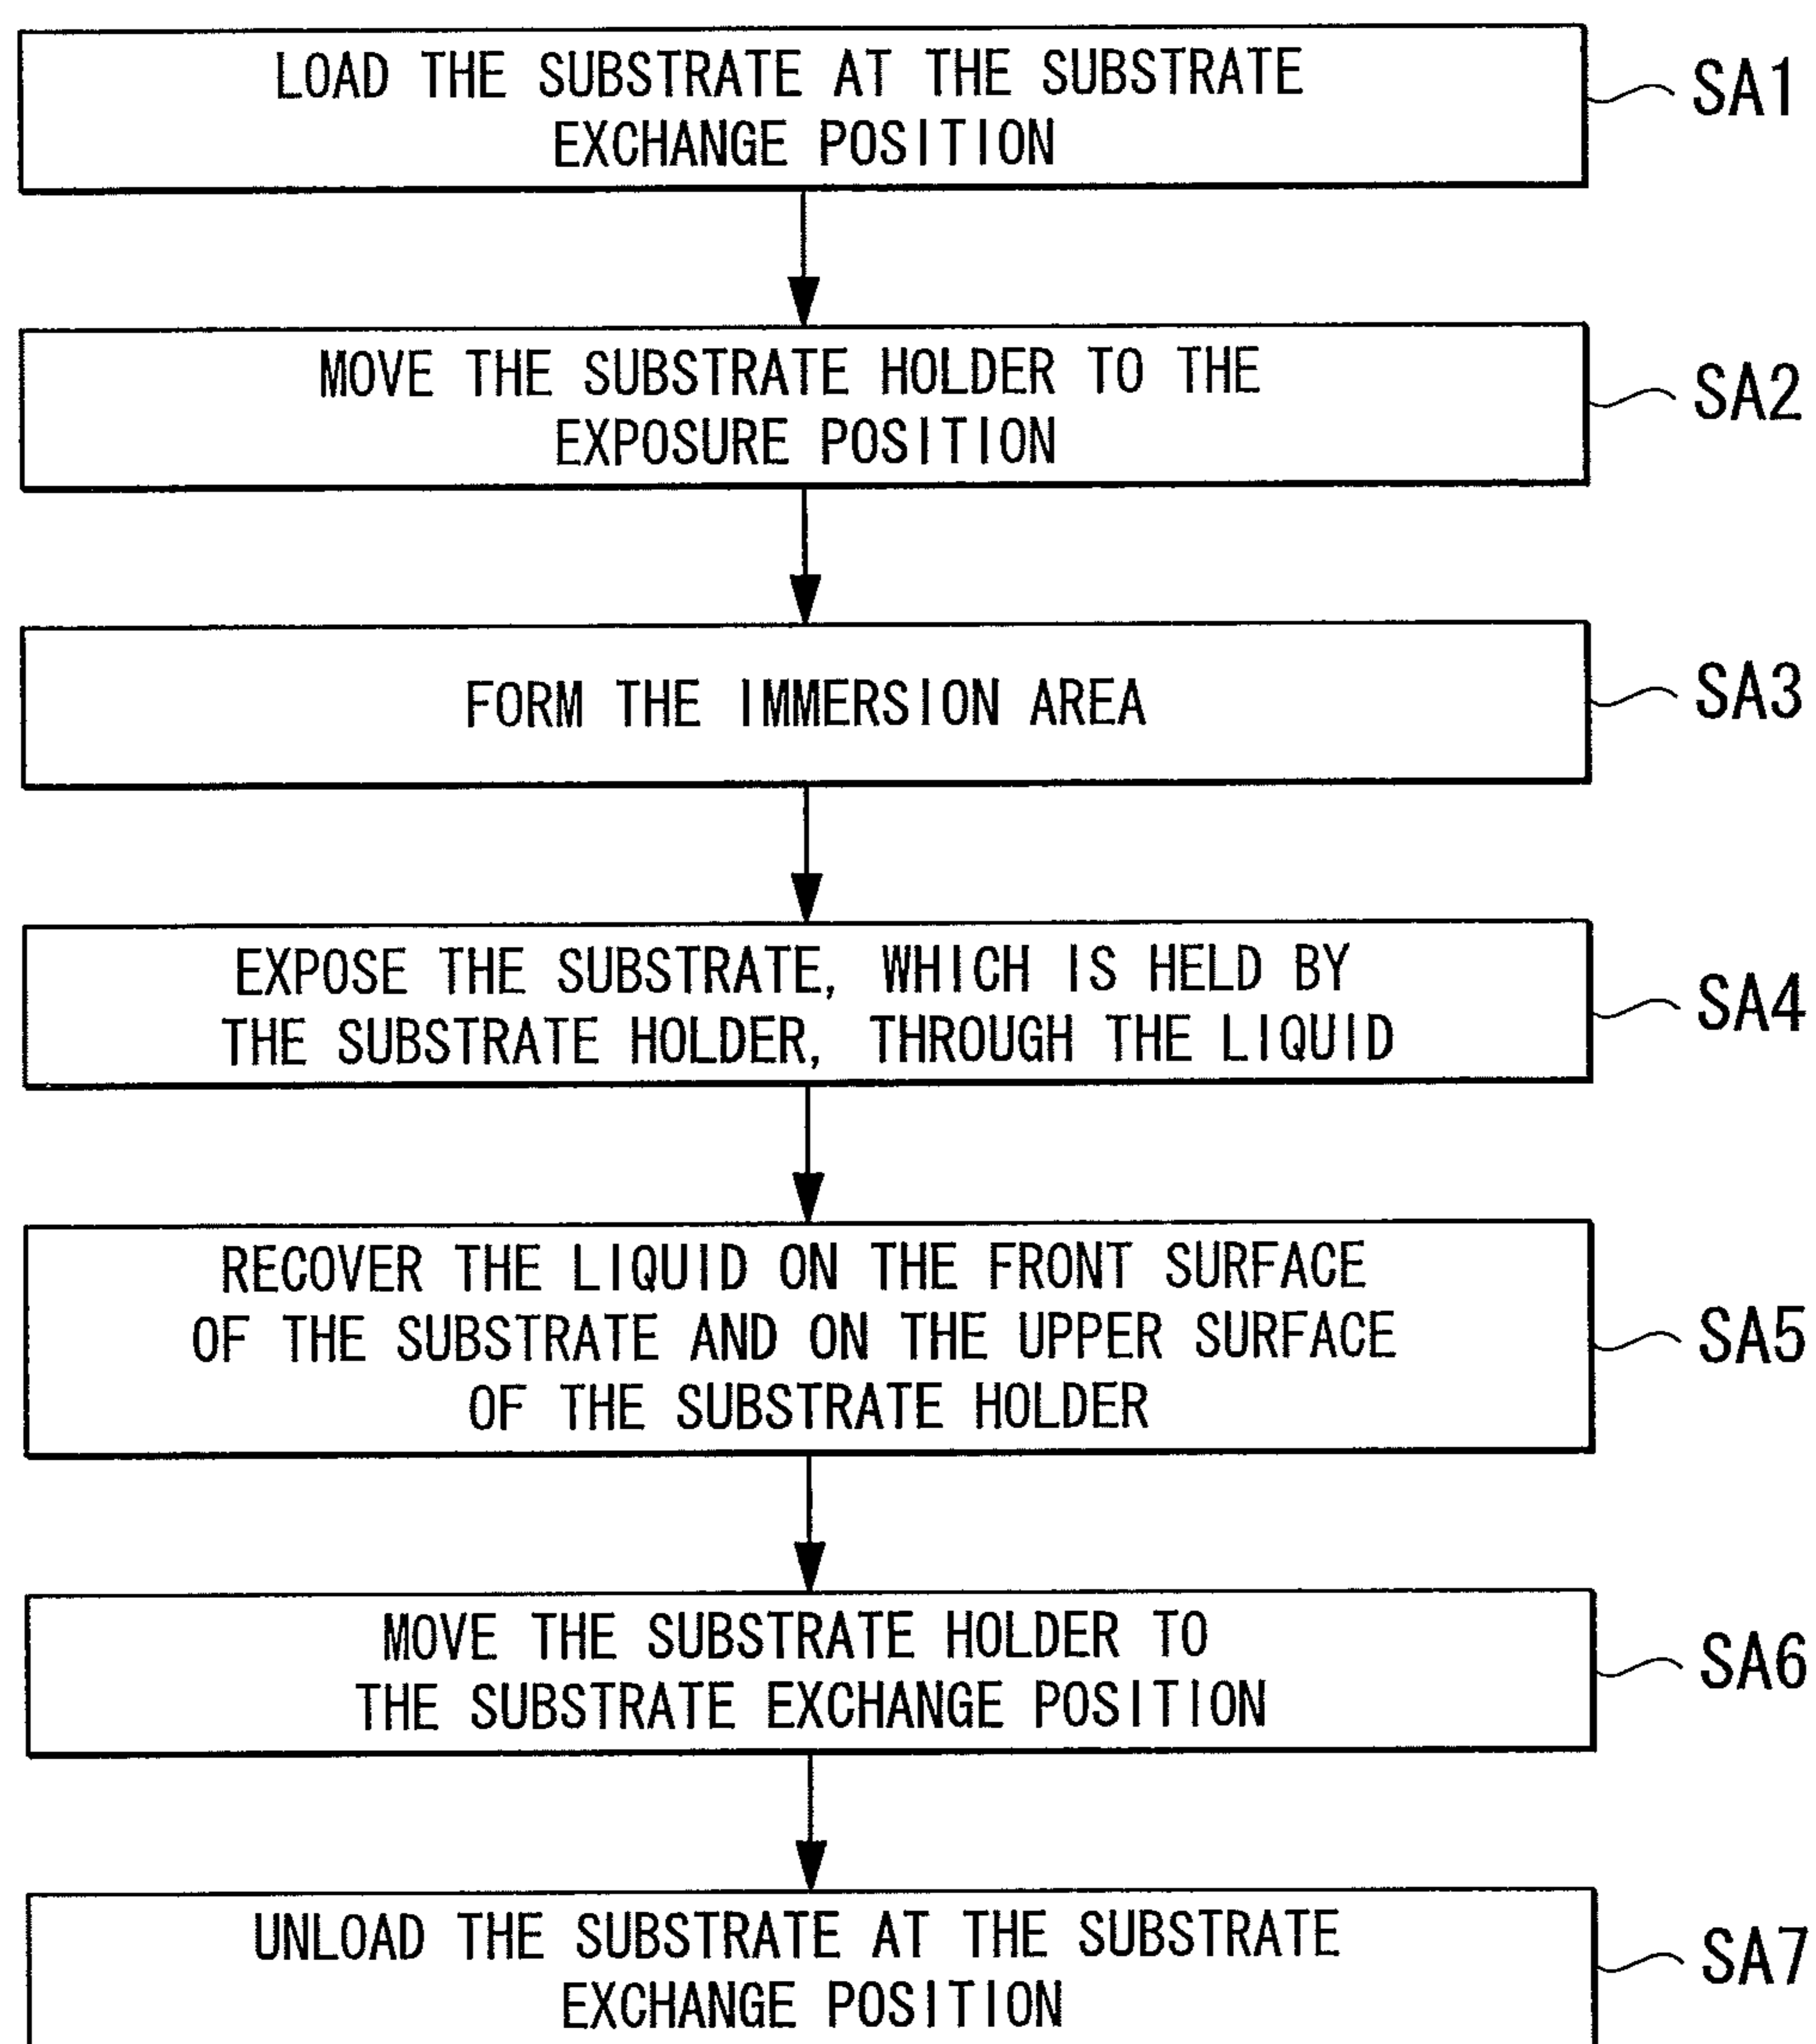 LOAD THE SUBSTRATE AT THE SUBSTRATE
EXCHANGE POSITION
SA1
MOVE THE SUBSTRATE HOLDER TO THE
EXPOSURE POSITION
SA2
FORM THE IMMERSION AREA
SA3
EXPOSE THE SUBSTRATE, WHICH IS HELD BY
THE SUBSTRATE HOLDER, THROUGH THE LIQUID
SA4
RECOVER THE LIQUID ON THE FRONT SURFACE
OF THE SUBSTRATE AND ON THE UPPER SURFACE
OF THE SUBSTRATE HOLDER
SA5
MOVE THE SUBSTRATE HOLDER TO
THE SUBSTRATE EXCHANGE POSITION
SA6
UNLOAD THE SUBSTRATE AT THE SUBSTRATE
EXCHANGE POSITION
SA7